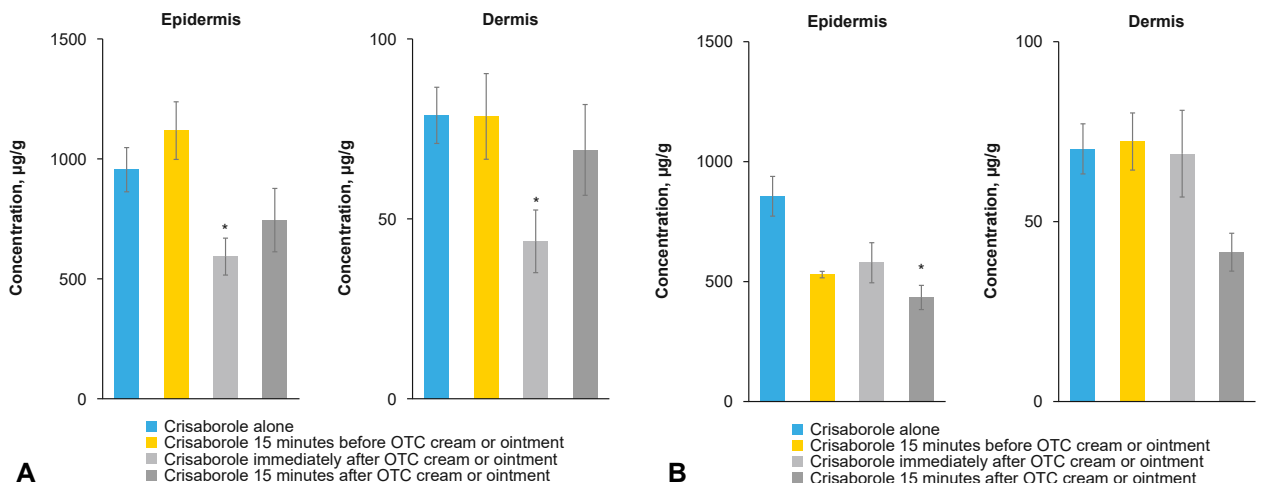 Epidermis
Dermis
1500
1000
500
0
Concentration, µg/g
*
100
50
0
Concentration, µg/g
*
Crisaborole alone
Crisaborole 15 minutes before OTC cream or ointment
Crisaborole immediately after OTC cream or ointment
Crisaborole 15 minutes after OTC cream or ointment
A
Epidermis
Dermis
1500
1000
500
0
Concentration, µg/g
*
100
50
0
Concentration, µg/g
Crisaborole alone
Crisaborole 15 minutes before OTC cream or ointment
Crisaborole immediately after OTC cream or ointment
Crisaborole 15 minutes after OTC cream or ointment
B